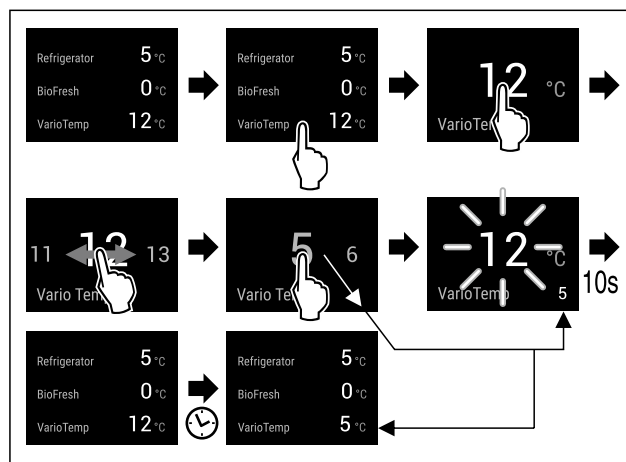 Refrigerator 5 °C
BioFresh 0 °C
VarioTemp 12 °C
Refrigerator 5 °C
BioFresh 0 °C
VarioTemp 12 °C
12 °C
VarioTemp
11 12 13
Vario Temp
5 6
Vario Te
12 °C
VarioTemp 5
10s
Refrigerator 5 °C
BioFresh 0 °C
VarioTemp 12 °C
Refrigerator 5 °C
BioFresh 0 °C
VarioTemp 5 °C